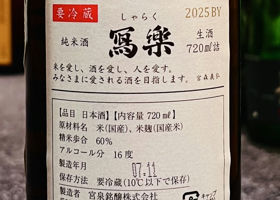 要冷蔵
しゃらく
2025BY
純米酒
寫樂
生酒
720ml詰
米を愛し、酒を愛し、人を愛す。
みなさまに愛される酒を目指します。 宮森義弘
【品目 日本酒】【内容量 720ml】
原材料名 米(国産)、米麹(国産米)
精米歩合 60%
アルコール分 16度
製造年月 07.11
保存方法 要冷蔵(10℃以下で保存)
製造者 宮泉銘醸株式会社